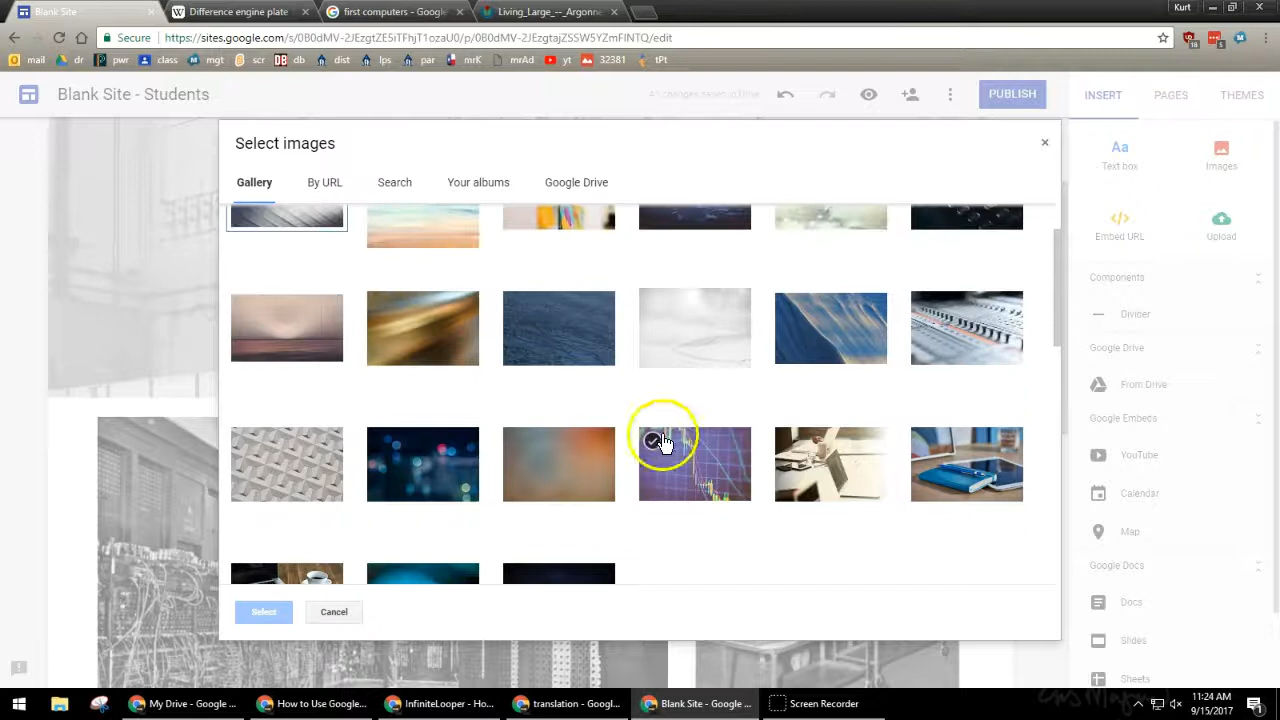 Blank Site
Difference engine plate
first computers - Google
Living_Large_--_Argonne
Kurt
Secure
https://sites.google.com/s/0B0dMV-2JEzgtZE5iTFhjT1ozaU0/p/0B0dMV-2JEzgtajZSSW5YZmFINTQ/edit
mail
dr
pwr
class
mgt
scr
db
dist
lps
par
mrK
mrAd
yt
32381
tPt
Blank Site - Students
PUBLISH
INSERT
PAGES
THEMES
Select images
Gallery
By URL
Search
Your albums
Google Drive
Text box
Images
Embed URL
Upload
Components
Divider
Google Drive
From Drive
Google Embeds
YouTube
Calendar
Map
Google Docs
Docs
Slides
Sheets
Select
Cancel
My Drive - Google ...
How to Use Google...
InfiniteLooper - Ho...
translation - Googl...
Blank Site - Google ...
Screen Recorder
11:24 AM
9/15/2017